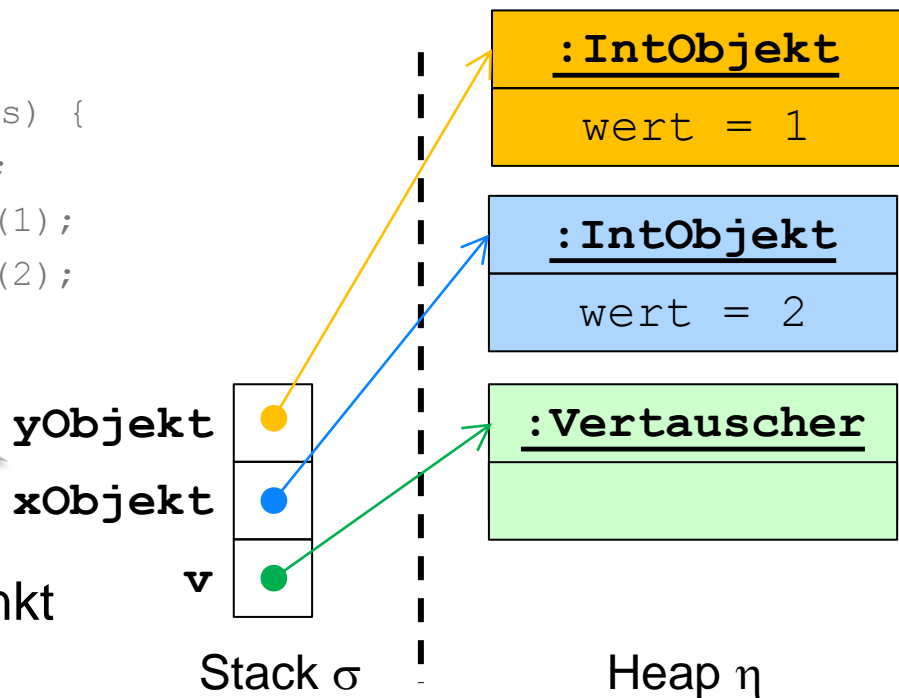 s) {
;
(1);
(2);
:IntObjekt
wert = 1
:IntObjekt
wert = 2
:Vertauscher
yObjekt
xObjekt
v
nkt
Stack σ
Heap η